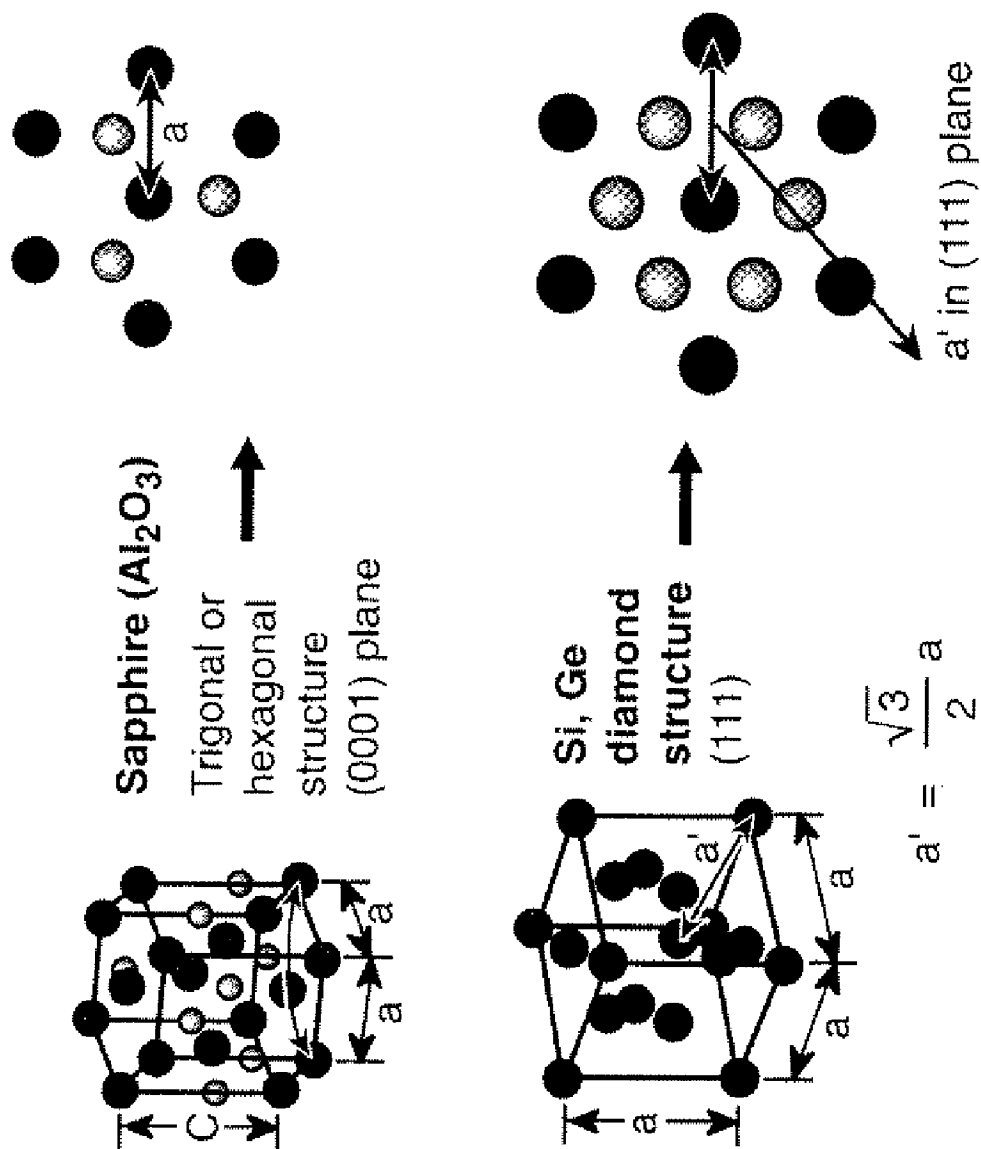 Sapphire (Al₂O₃)
Trigonal or
hexagonal
structure
(0001) plane
C
a
a
a
Si, Ge
diamond
structure
(111)
a
a'
a
a
a' = √3/2 a
a' in (111) plane